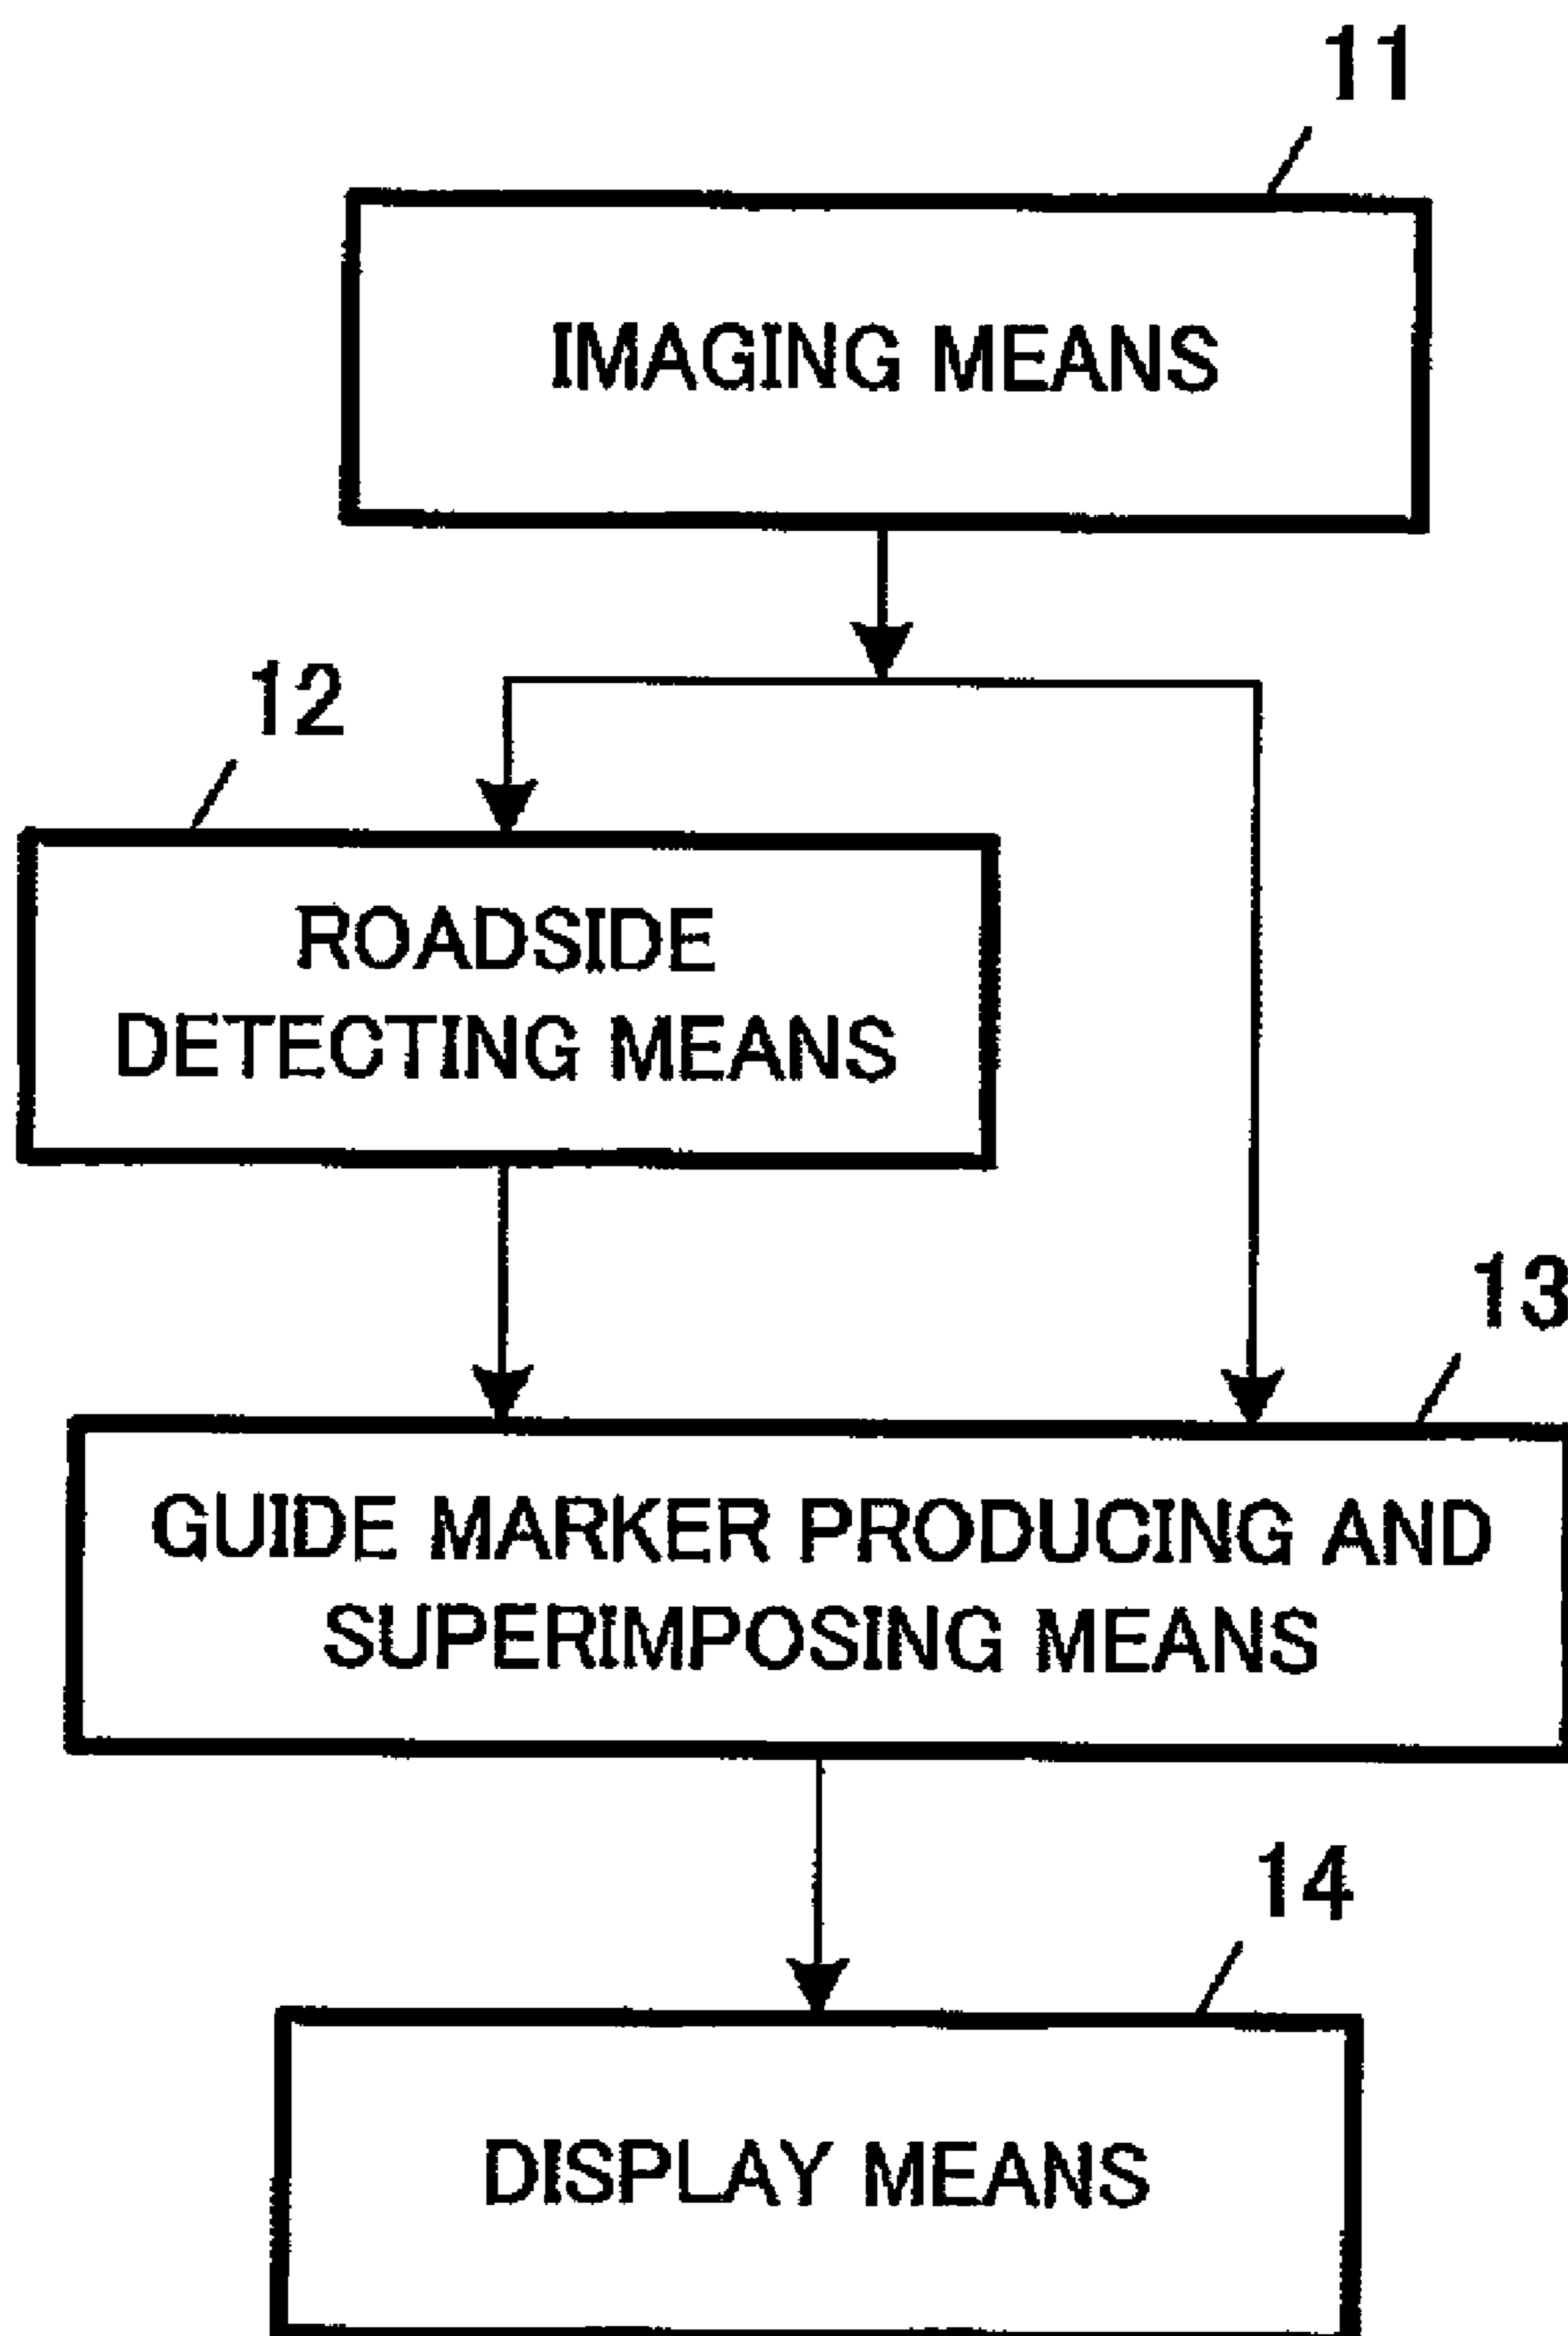 11
IMAGING MEANS
12
ROADSIDE
DETECTING MEANS
13
GUIDE MARKER PRODUCING AND
SUPERIMPOSING MEANS
14
DISPLAY MEANS